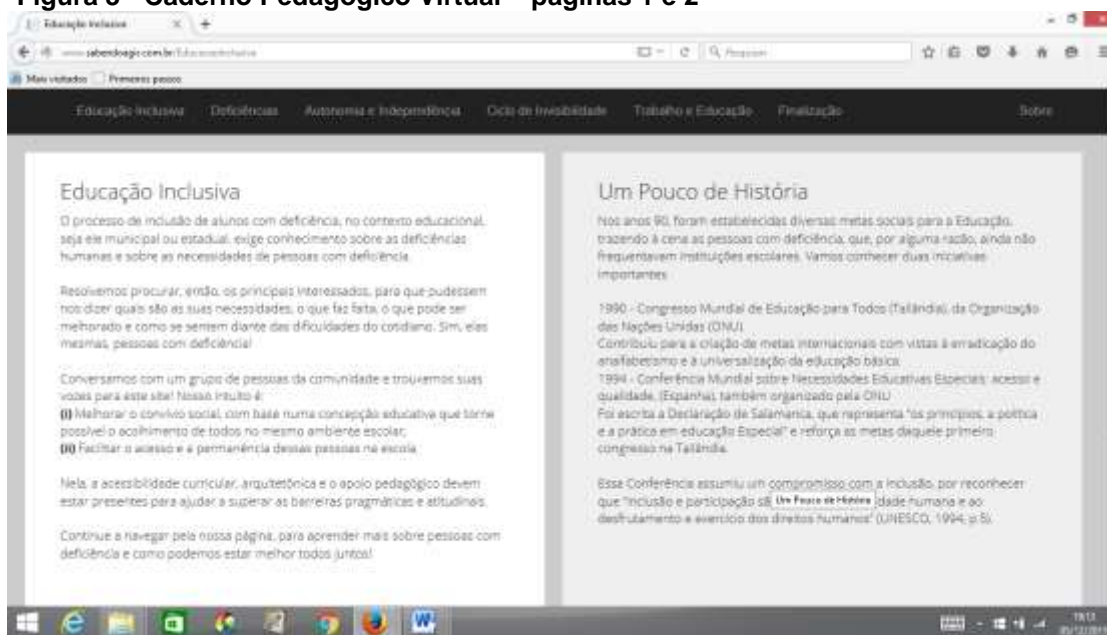 Figura 3 - Caderno Pedagógico Virtual – páginas 1 e 2
Educação Inclusiva
Mais visitados Primeiros passos
Educação Inclusiva Deficiências Autonomia e Independência Ciclo de Invisibilidade Trabalho e Educação Finalização Sobre
Educação Inclusiva
O processo de inclusão de alunos com deficiência, no contexto educacional,
seja ele municipal ou estadual, exige conhecimento sobre as deficiências
humanas e sobre as necessidades de pessoas com deficiência.
Resolvemos procurar, então, os principais interessados, para que pudessem
nos dizer quais são as suas necessidades, o que faz falta, o que pode ser
melhorado e como se sentem diante das dificuldades do cotidiano. Sim, elas
mesmas, pessoas com deficiência!
Conversamos com um grupo de pessoas da comunidade e trouxemos suas
vozes para este site! Nosso intuito é:
(i) Melhorar o convívio social, com base numa concepção educativa que torne
possível o acolhimento de todos no mesmo ambiente escolar;
(ii) Facilitar o acesso e a permanência dessas pessoas na escola.
Nela, a acessibilidade curricular, arquitetônica e o apoio pedagógico devem
estar presentes para ajudar a superar as barreiras pragmáticas e atitudinais.
Continue a navegar pela nossa página, para aprender mais sobre pessoas com
deficiência e como podemos estar melhor todos juntos!
Um Pouco de História
Nos anos 90, foram estabelecidas diversas metas sociais para a Educação,
trazendo à cena as pessoas com deficiência, que, por alguma razão, ainda não
frequentavam instituições escolares. Vamos conhecer duas iniciativas
importantes:
1990 - Congresso Mundial de Educação para Todos (Tailândia), da Organização
das Nações Unidas (ONU)
Contribuiu para a criação de metas internacionais com vistas à erradicação do
analfabetismo e à universalização da educação básica.
1994 - Conferência Mundial sobre Necessidades Educativas Especiais: acesso e
qualidade, (Espanha), também organizado pela ONU
Foi escrita a Declaração de Salamanca, que representa "os princípios, a política
e a prática em educação Especial" e reforça as metas daquele primeiro
congresso na Tailândia.
Essa Conferência assumiu um compromisso com a inclusão, por reconhecer
que "inclusão e participação sã Um Pouco de História dade humana e ao
desfrutamento e exercício dos direitos humanos" (UNESCO, 1994, p.5).